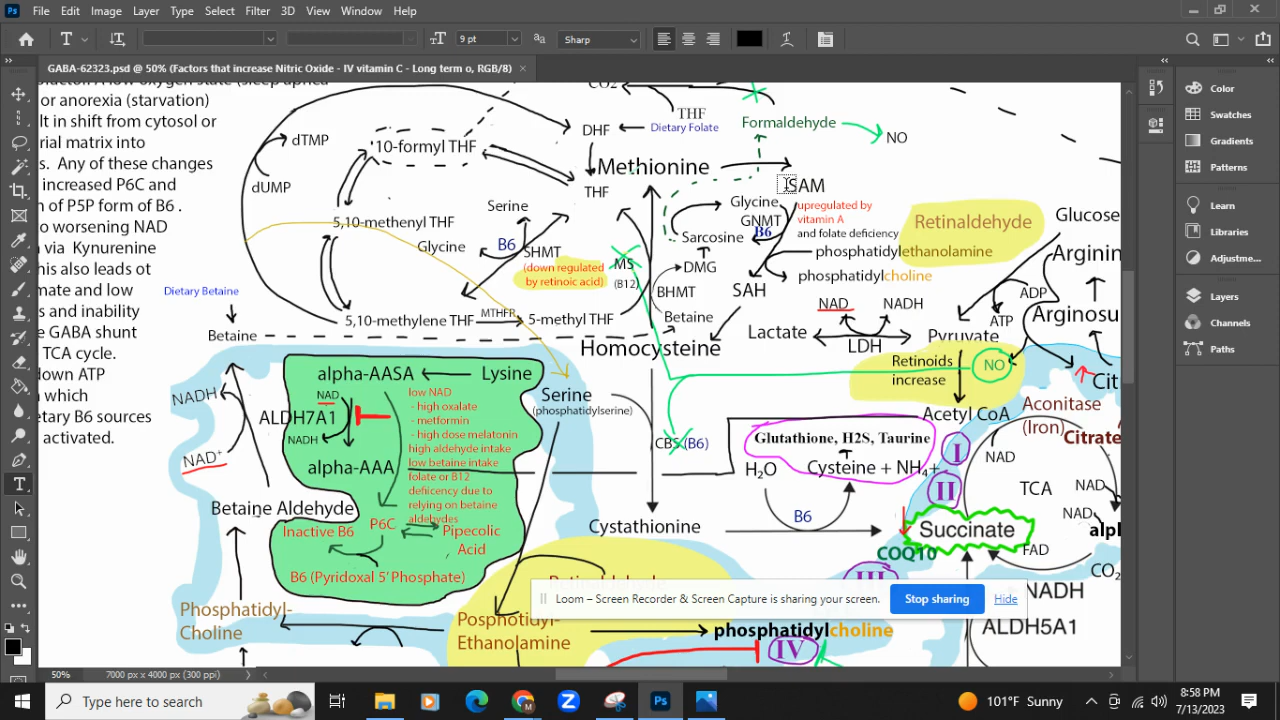 File Edit Image Layer Type Select Filter 3D View Window Help
9 pt
Sharp
GABA-62323.psd @ 50% (Factors that increase Nitric Oxide - IV vitamin C - Long term o, RGB/8)
or anorexia (starvation)
lt in shift from cytosol or
rial matrix into
s. Any of these changes
increased P6C and
n of P5P form of B6 .
to worsening NAD
via Kynurenine
his also leads ot
mate and low
s and inability
e GABA shunt
TCA cycle.
down ATP
which
etary B6 sources
activated.
CO2
THF
Dietary Folate
DHF
Formaldehyde
NO
dTMP
10-formyl THF
Methionine
dUMP
THF
SAM
Serine
Glycine
upregulated by
vitamin A
and folate deficiency
GNMT
B6
Retinaldehyde
Glucose
5,10-methenyl THF
Glycine
B6
SHMT
(down regulated
by retinoic acid)
MS
(B12)
Sarcosine
DMG
phosphatidylethanolamine
phosphatidylcholine
Arginin
Dietary Betaine
BHMT
SAH
NAD
NADH
ADP
ATP
Arginosu
5,10-methylene THF
MTHFR
5-methyl THF
Betaine
Betaine
Lactate
LDH
Pyruvate
Homocysteine
Retinoids
increase
NO
Cit
alpha-AASA
Lysine
NADH
NAD
ALDH7A1
NADH
low NAD
- high oxalate
- metformin
- high dose melatonin
high aldehyde intake
low betaine intake
folate or B12
deficency due to
relying on betaine
aldehydes
Serine
(phosphatidylserine)
Acetyl CoA
Aconitase
(Iron)
Citrate
CBS (B6)
Glutathione, H2S, Taurine
H2O
Cysteine + NH4+
I
NAD
NAD+
alpha-AAA
II
TCA
NAD
NAD
Betaine Aldehyde
P6C
Inactive B6
Pipecolic
Acid
Cystathionine
B6
Succinate
alpl
FAD
COQ10
CO2
III
B6 (Pyridoxal 5' Phosphate)
Retinaldehyde
Loom – Screen Recorder & Screen Capture is sharing your screen.
Stop sharing
Hide
NADH
ALDH5A1
Phosphatidyl-
Choline
Posphotidyl-
Ethanolamine
phosphatidylcholine
IV
Color
Swatches
Gradients
Patterns
Learn
Libraries
Adjustme...
Layers
Channels
Paths
50%
7000 px x 4000 px (300 ppi)
Type here to search
101°F Sunny
8:58 PM
7/13/2023